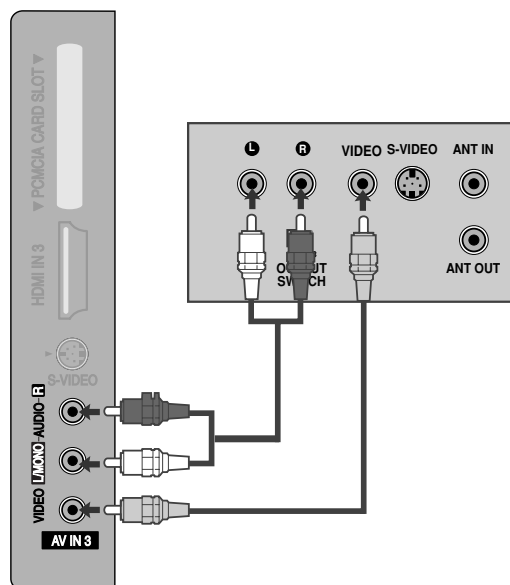 ▼ PCMCIA CARD SLOT ▼
HDMI IN 3
S-VIDEO
VIDEO L/MONO-AUDIO-R
AV IN 3
L
R
VIDEO
S-VIDEO
ANT IN
ANT OUT
SWITCH